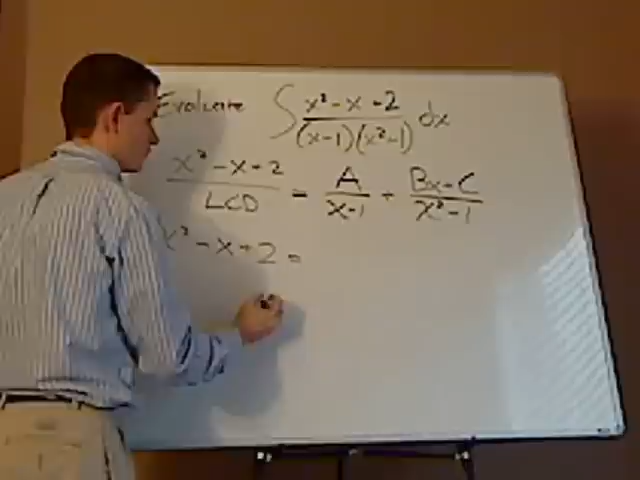 Evaluate ∫ x² - x + 2 / (x-1)(x²-1) dx
x² - x + 2 / LCD = A / x-1 + Bx+C / x²-1
x² - x + 2 =